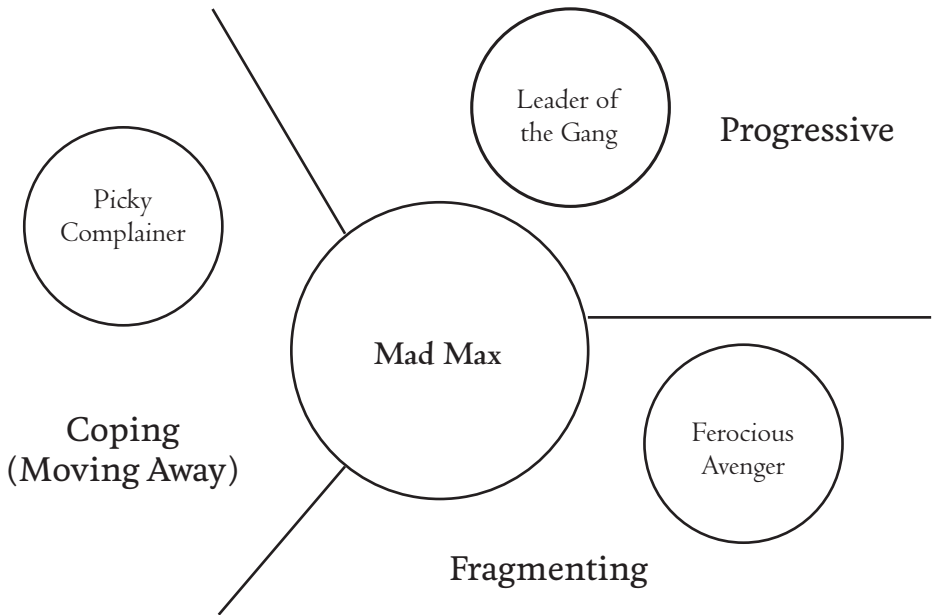 Leader of
the Gang
Progressive
Picky
Complainer
Mad Max
Coping
(Moving Away)
Ferocious
Avenger
Fragmenting